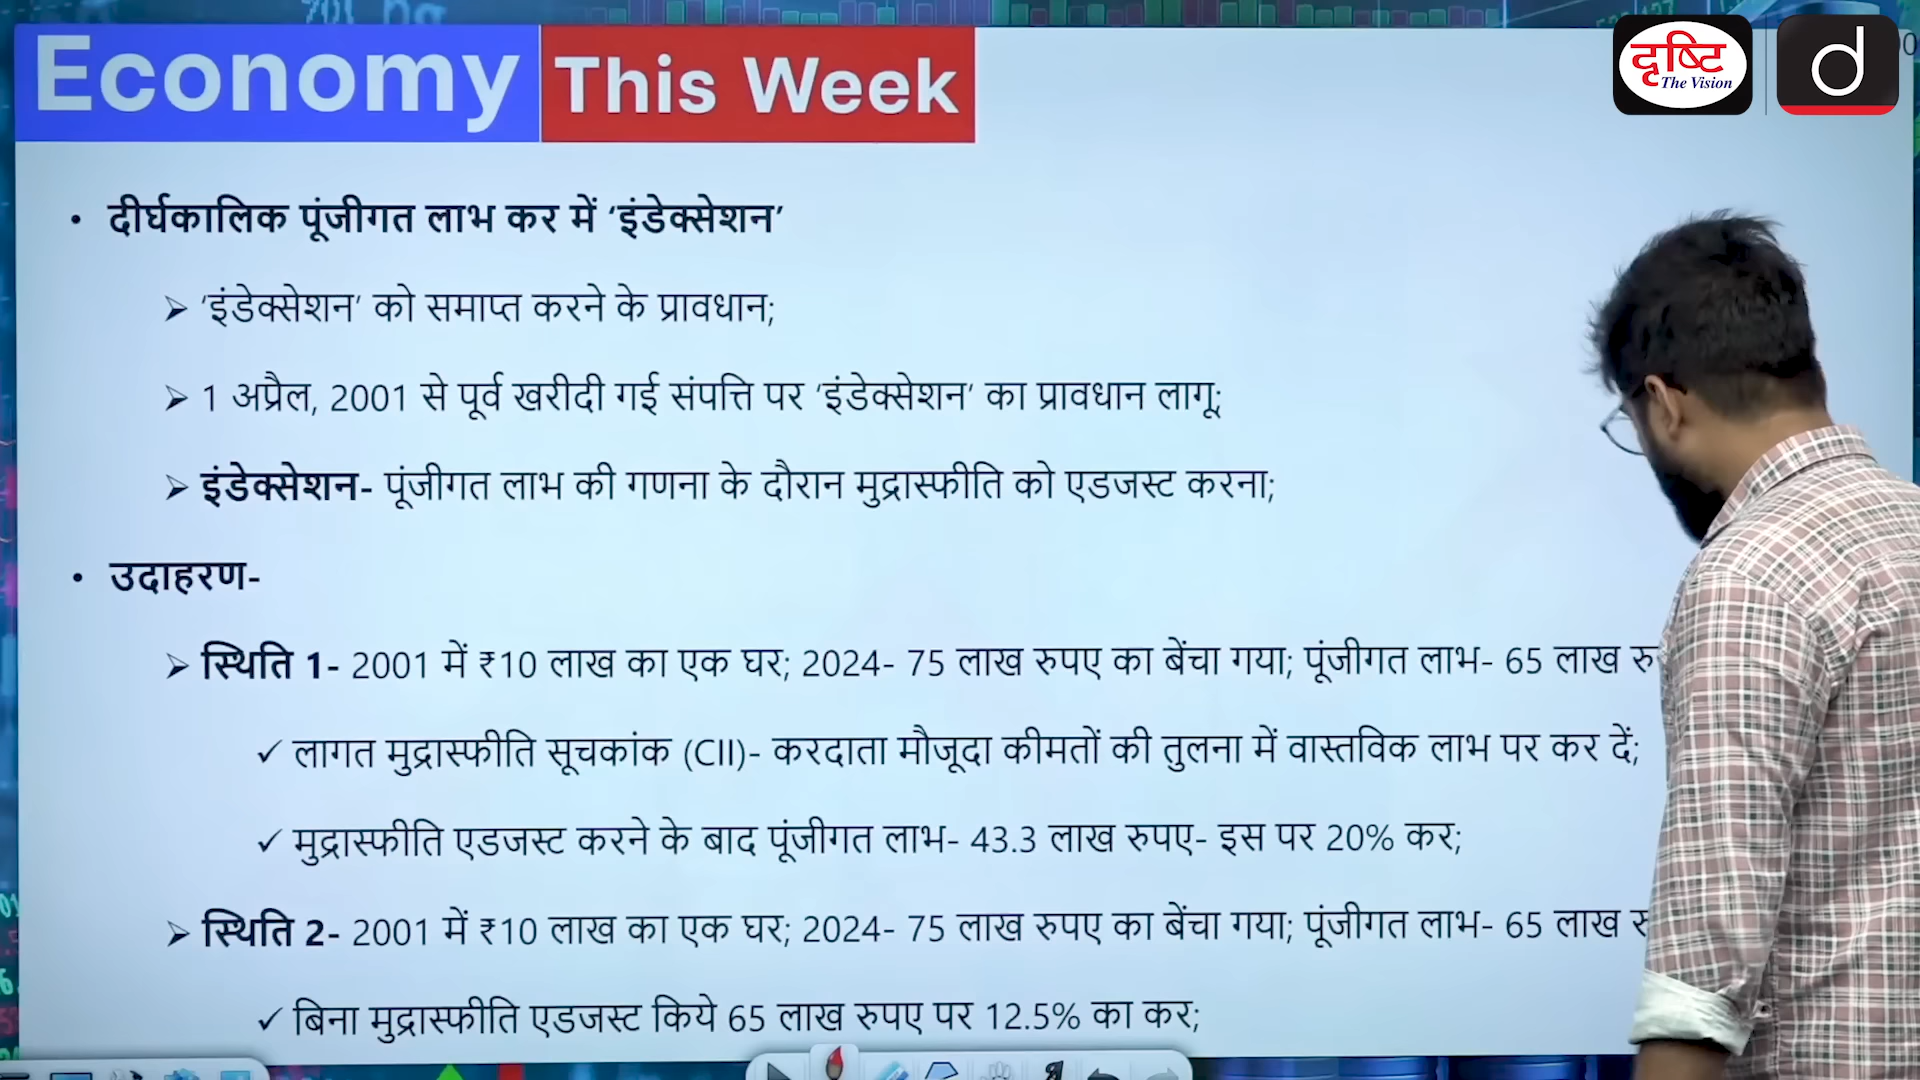 Economy This Week
दृष्टि
The Vision
d
• दीर्घकालिक पूंजीगत लाभ कर में ‘इंडेक्सेशन’
➢ ‘इंडेक्सेशन’ को समाप्त करने के प्रावधान;
➢ 1 अप्रैल, 2001 से पूर्व खरीदी गई संपत्ति पर ‘इंडेक्सेशन’ का प्रावधान लागू;
➢ इंडेक्सेशन- पूंजीगत लाभ की गणना के दौरान मुद्रास्फीति को एडजस्ट करना;
• उदाहरण-
➢ स्थिति 1- 2001 में ₹10 लाख का एक घर; 2024- 75 लाख रुपए का बेंचा गया; पूंजीगत लाभ- 65 लाख रु
✓ लागत मुद्रास्फीति सूचकांक (CII)- करदाता मौजूदा कीमतों की तुलना में वास्तविक लाभ पर कर दें;
✓ मुद्रास्फीति एडजस्ट करने के बाद पूंजीगत लाभ- 43.3 लाख रुपए- इस पर 20% कर;
➢ स्थिति 2- 2001 में ₹10 लाख का एक घर; 2024- 75 लाख रुपए का बेंचा गया; पूंजीगत लाभ- 65 लाख
✓ बिना मुद्रास्फीति एडजस्ट किये 65 लाख रुपए पर 12.5% का कर;